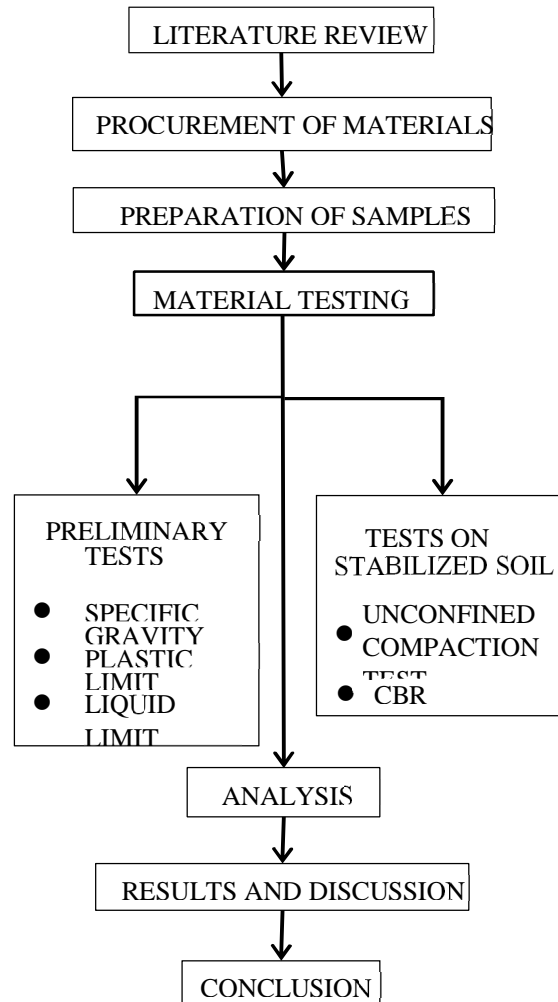 LITERATURE REVIEW
PROCUREMENT OF MATERIALS
PREPARATION OF SAMPLES
MATERIAL TESTING
PRELIMINARY
TESTS
● SPECIFIC
GRAVITY
● PLASTIC
LIMIT
● LIQUID
LIMIT
TESTS ON
STABILIZED SOIL
● UNCONFINED
COMPACTION
TEST
● CBR
ANALYSIS
RESULTS AND DISCUSSION
CONCLUSION